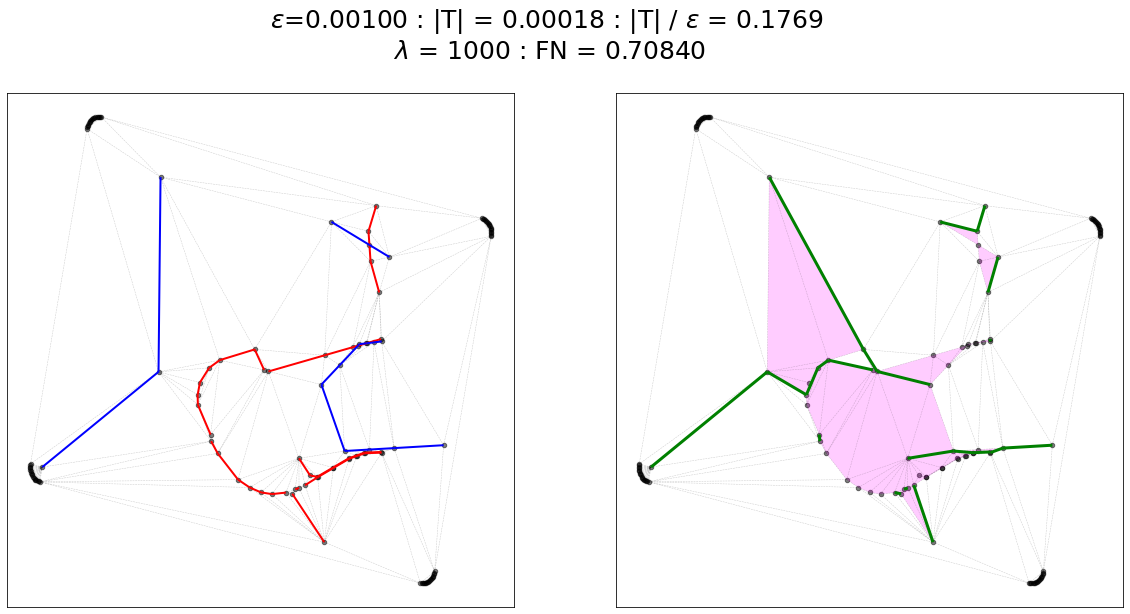 ε=0.00100 : |T| = 0.00018 : |T| / ε = 0.1769
λ = 1000 : FN = 0.70840